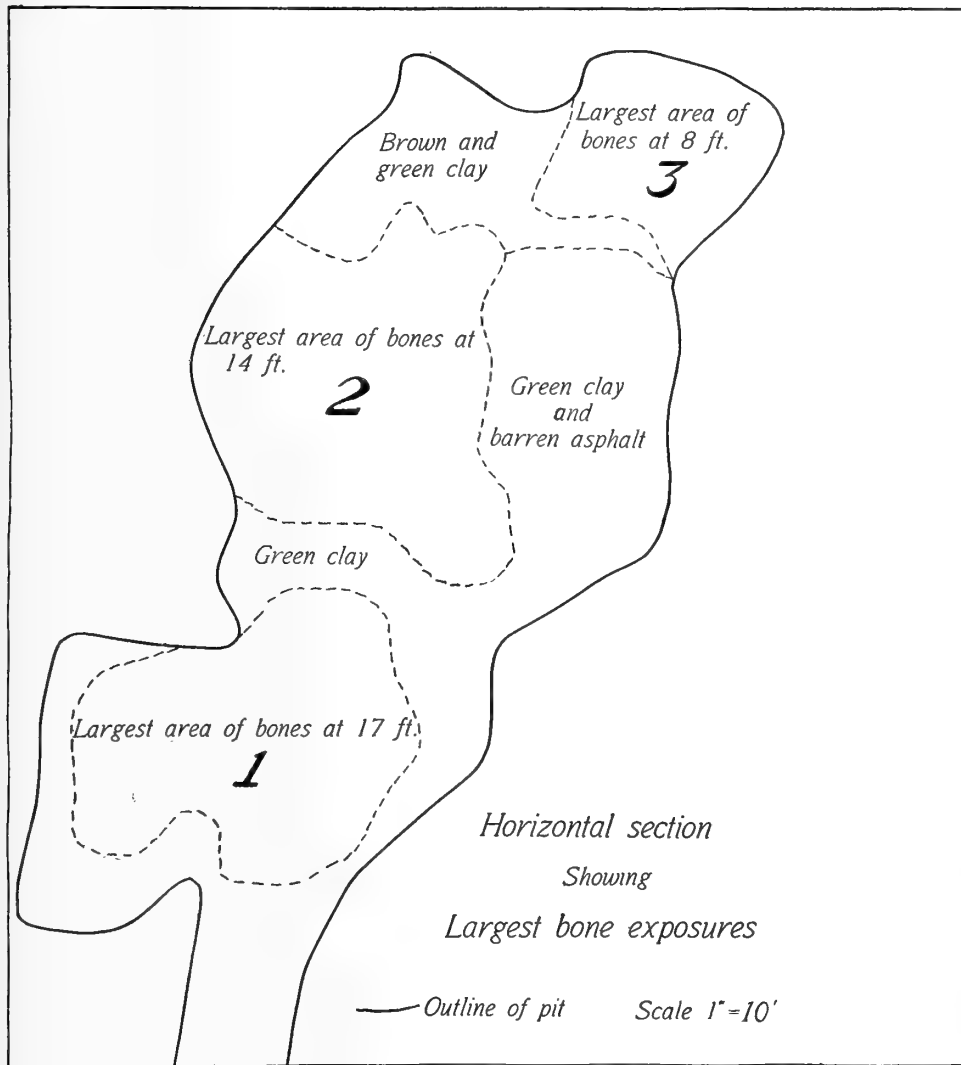 Largest area of
bones at 8 ft.
3
Brown and
green clay
Largest area of bones at
14 ft.
2
Green clay
and
barren asphalt
Green clay
Largest area of bones at 17 ft.
1
Horizontal section
Showing
Largest bone exposures
Outline of pit
Scale 1"=10'